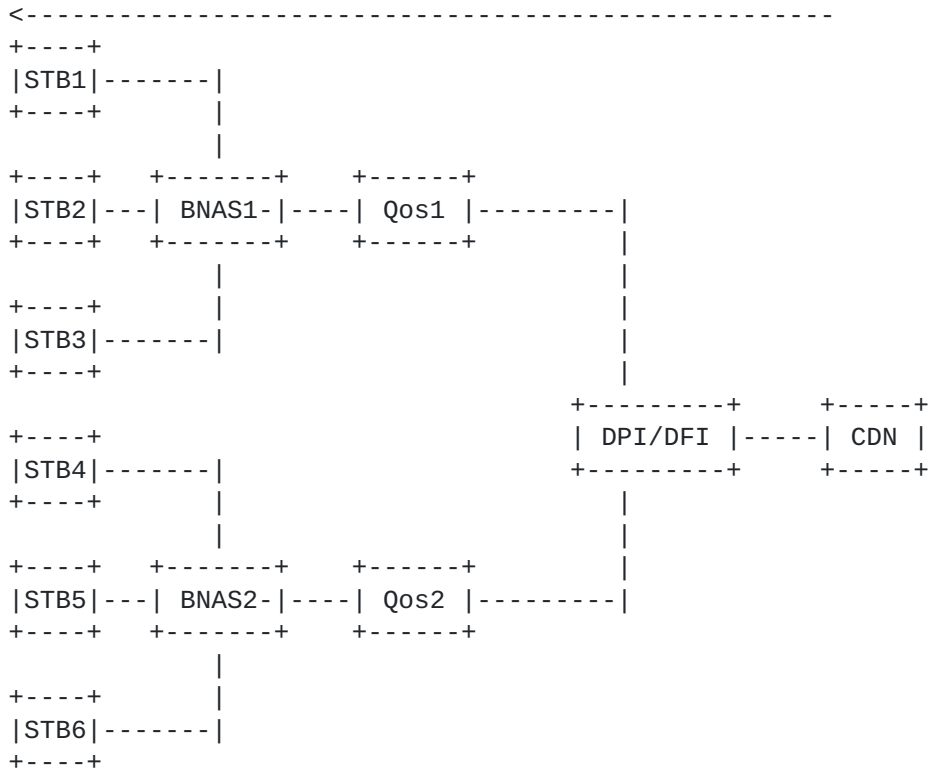 STB1
STB2 BNAS1 Qos1
STB3
DPI/DFI CDN
STB4
STB5 BNAS2 Qos2
STB6